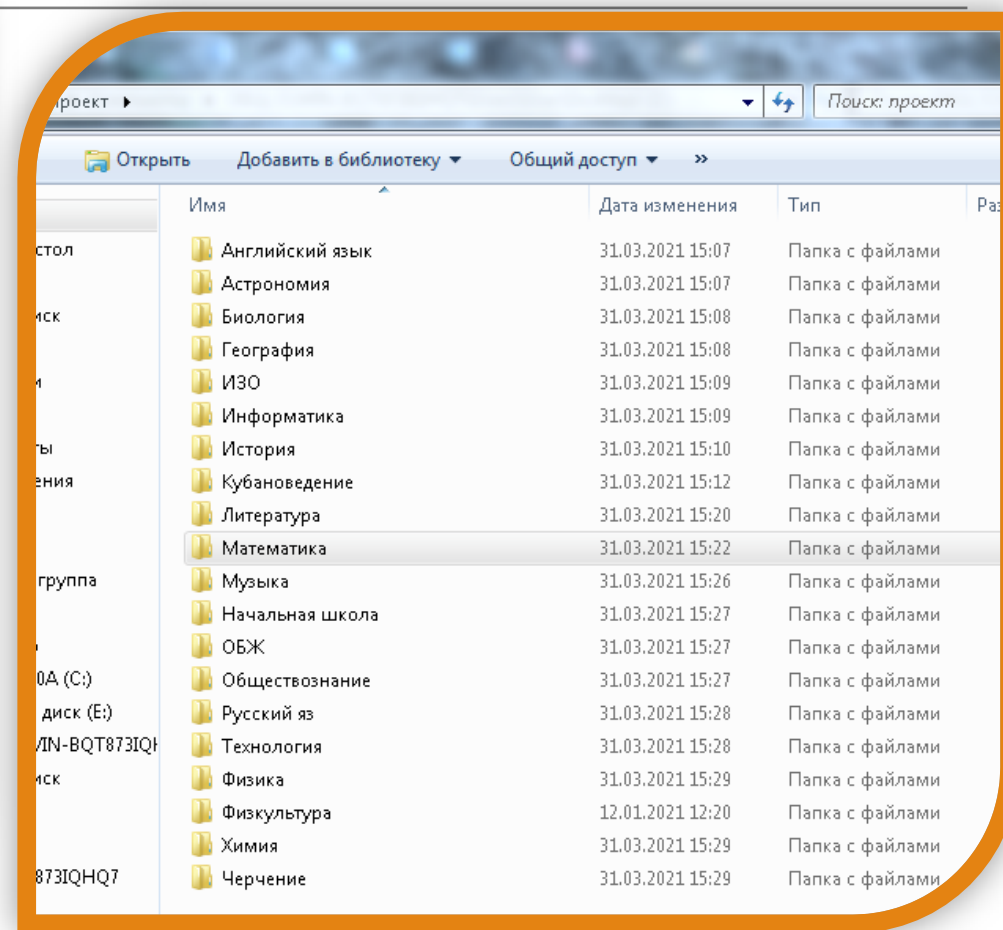 проект
Поиск: проект
Открыть Добавить в библиотеку Общий доступ »
Имя Дата изменения Тип Раз
стол
иск
и
ты
ения
группа
0A (C:)
диск (E:)
VIN-BQT873IQH
иск
873IQHQ7
Английский язык 31.03.2021 15:07 Папка с файлами
Астрономия 31.03.2021 15:07 Папка с файлами
Биология 31.03.2021 15:08 Папка с файлами
География 31.03.2021 15:08 Папка с файлами
ИЗО 31.03.2021 15:09 Папка с файлами
Информатика 31.03.2021 15:09 Папка с файлами
История 31.03.2021 15:10 Папка с файлами
Кубановедение 31.03.2021 15:12 Папка с файлами
Литература 31.03.2021 15:20 Папка с файлами
Математика 31.03.2021 15:22 Папка с файлами
Музыка 31.03.2021 15:26 Папка с файлами
Начальная школа 31.03.2021 15:27 Папка с файлами
ОБЖ 31.03.2021 15:27 Папка с файлами
Обществознание 31.03.2021 15:27 Папка с файлами
Русский яз 31.03.2021 15:28 Папка с файлами
Технология 31.03.2021 15:28 Папка с файлами
Физика 31.03.2021 15:29 Папка с файлами
Физкультура 12.01.2021 12:20 Папка с файлами
Химия 31.03.2021 15:29 Папка с файлами
Черчение 31.03.2021 15:29 Папка с файлами